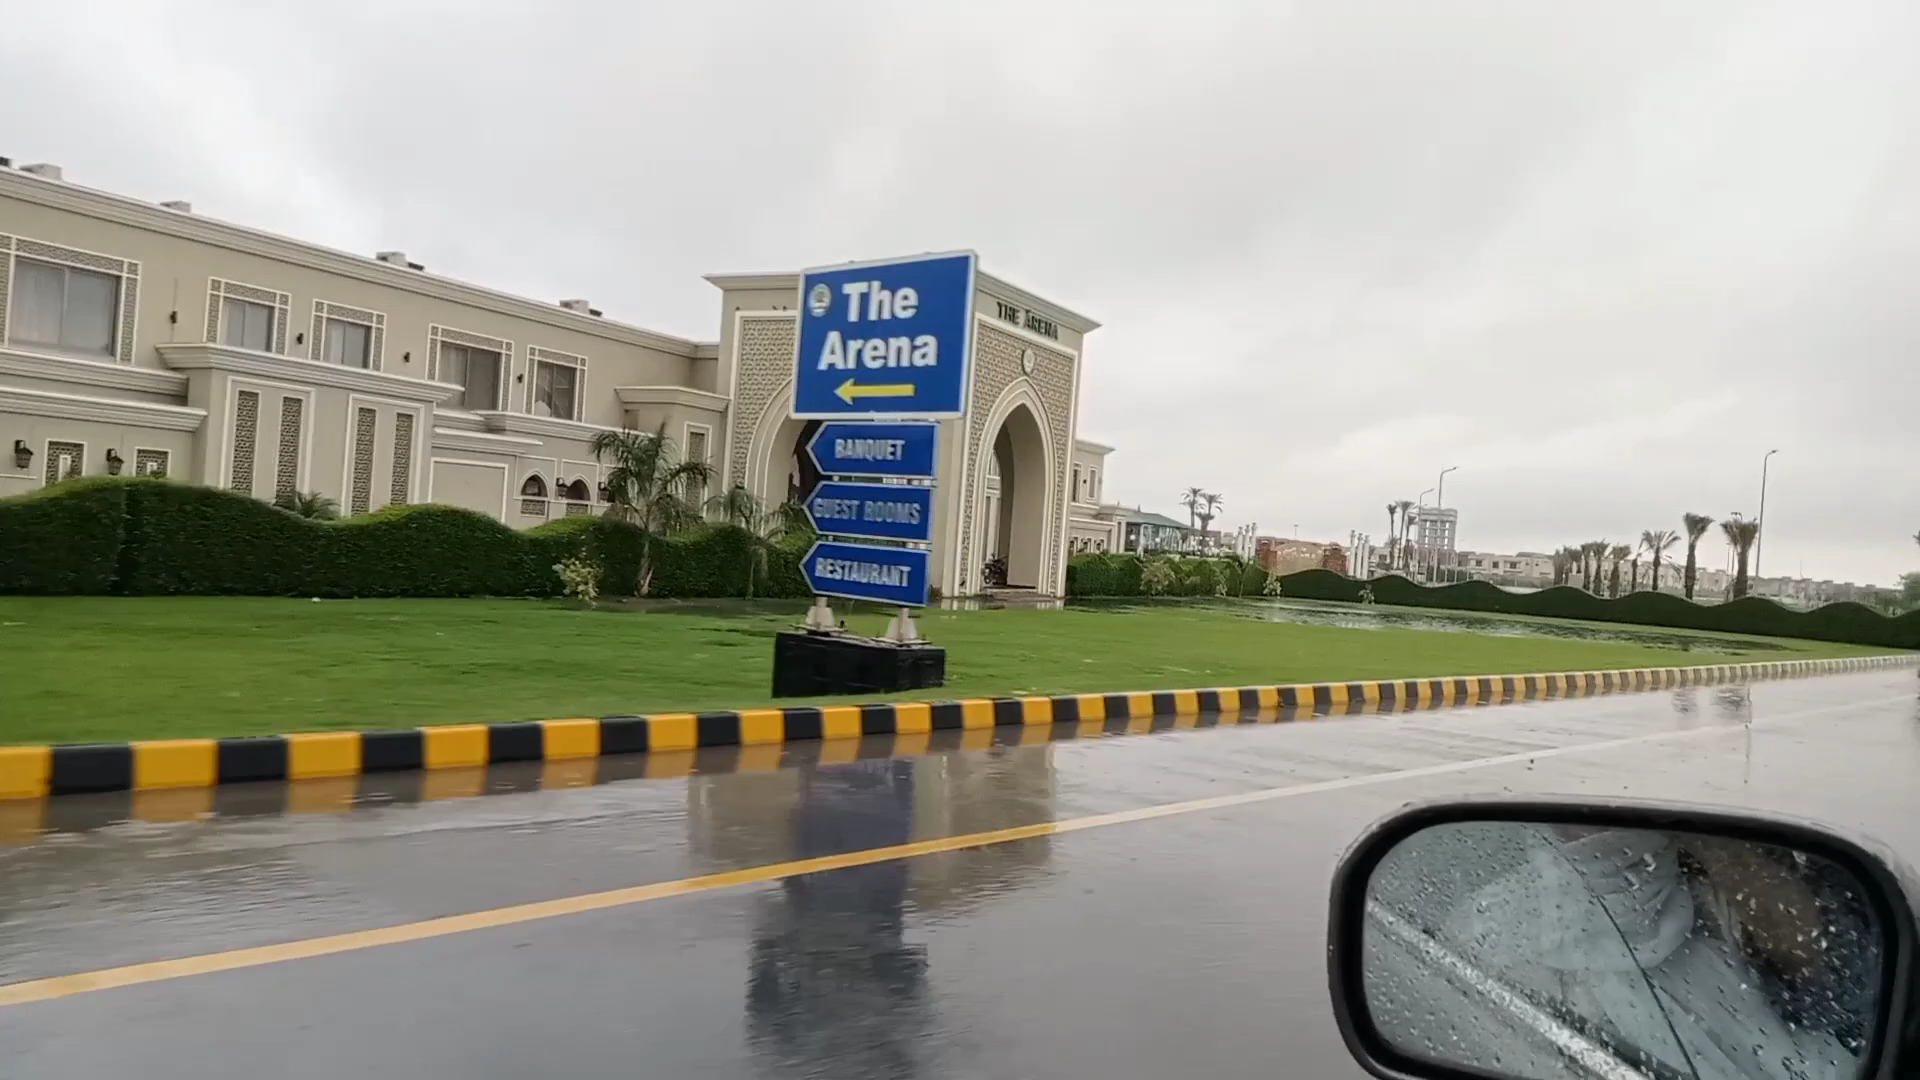 The
Arena
BANQUET
GUEST ROOMS
RESTAURANT
THE ARENA